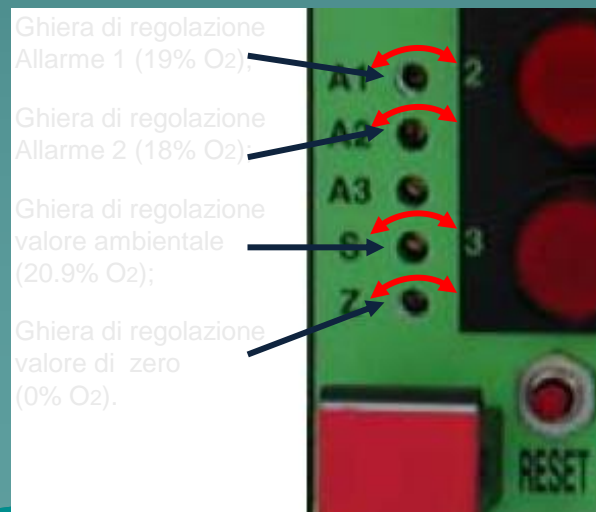 Ghiera di regolazione
Allarme 1 (19% O2);
Ghiera di regolazione
Allarme 2 (18% O2);
Ghiera di regolazione
valore ambientale
(20.9% O2);
Ghiera di regolazione
valore di zero
(0% O2).
A1
2
A2
A3
S
3
Z
RESET